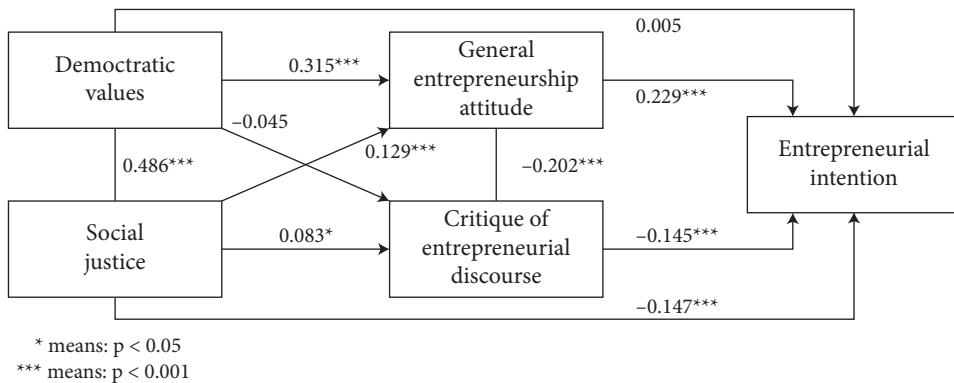 0.005
Democtratic
values
0.315***
General
entrepreneurship
attitude
0.229***
–0.045
0.486***
0.129***
–0.202***
Entrepreneurial
intention
Social
justice
0.083*
Critique of
entrepreneurial
discourse
–0.145***
–0.147***
* means: p < 0.05
*** means: p < 0.001